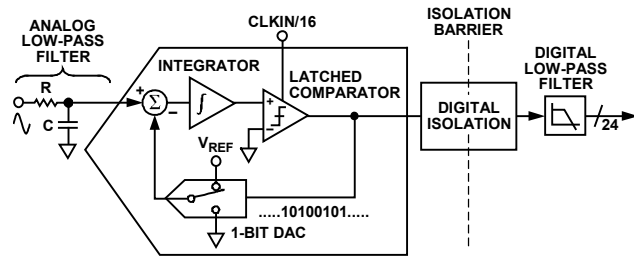 ANALOG
LOW-PASS
FILTER
R
C
+
Σ
−
INTEGRATOR
∫
CLKIN/16
LATCHED
COMPARATOR
+
−
VREF
1-BIT DAC
.....10100101.....
ISOLATION
BARRIER
DIGITAL
ISOLATION
DIGITAL
LOW-PASS
FILTER
24